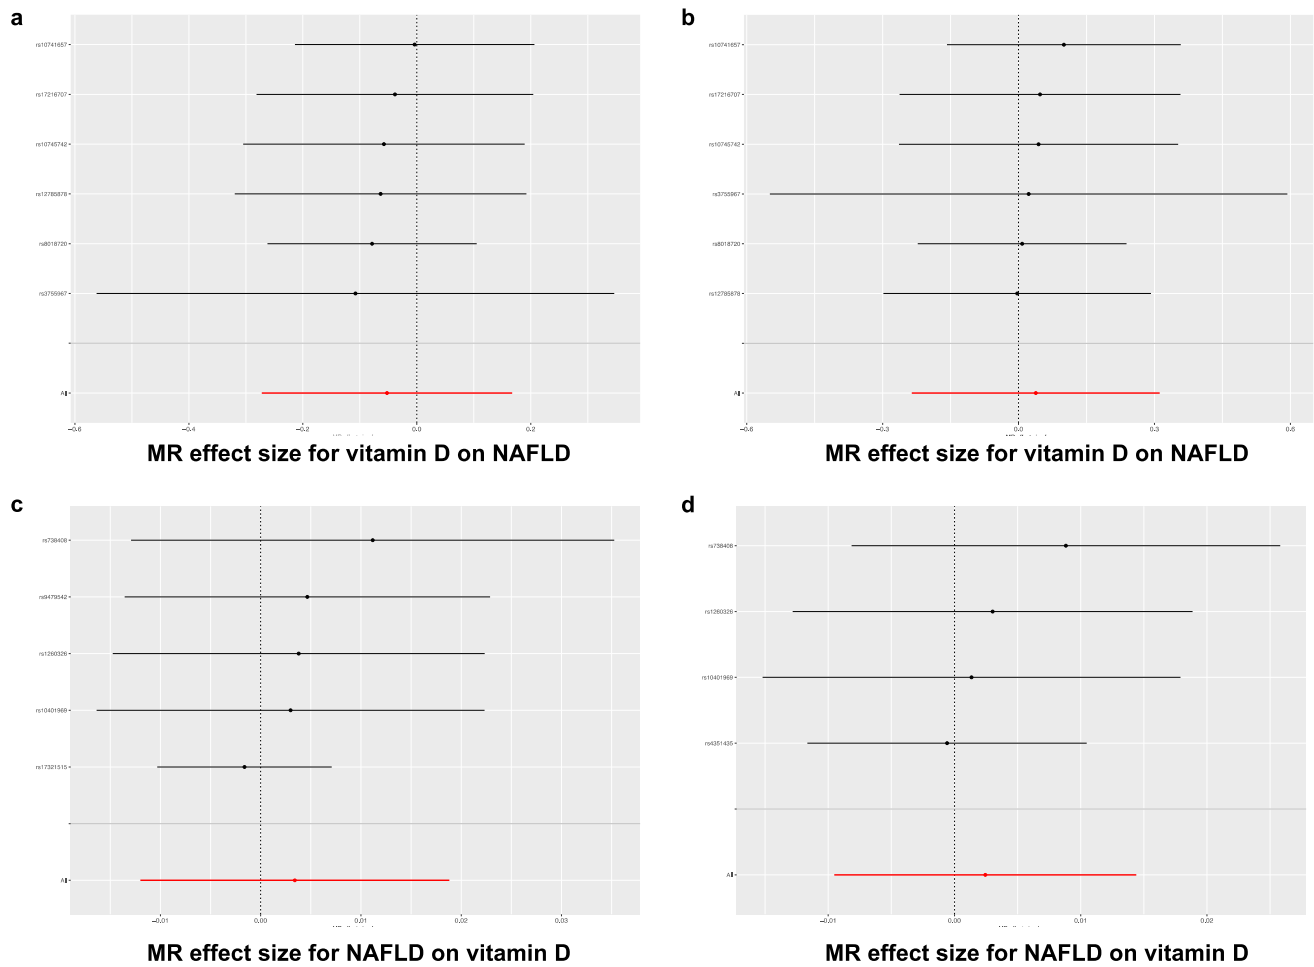 a
rs10741657
rs17216707
rs10745742
rs12785878
rs8018720
rs3755967
All
−0.6
−0.4
−0.2
0.0
0.2
MR effect size for vitamin D on NAFLD
b
rs10741657
rs17216707
rs10745742
rs3755967
rs8018720
rs12785878
All
−0.6
−0.3
0.0
0.3
0.6
MR effect size for vitamin D on NAFLD
c
rs738408
rs9479542
rs1260326
rs10401969
rs17321515
All
−0.01
0.00
0.01
0.02
0.03
MR effect size for NAFLD on vitamin D
d
rs738408
rs1260326
rs10401969
rs4351435
All
−0.01
0.00
0.01
0.02
MR effect size for NAFLD on vitamin D